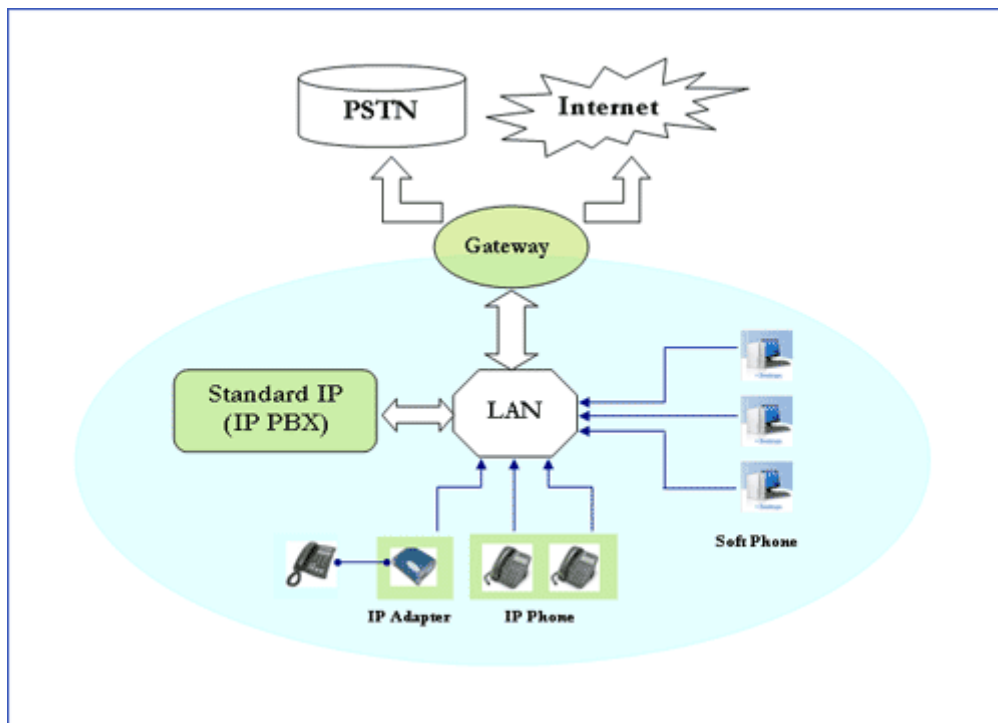 PSTN
Internet
Gateway
Standard IP
(IP PBX)
LAN
Soft Phone
IP Adapter
IP Phone